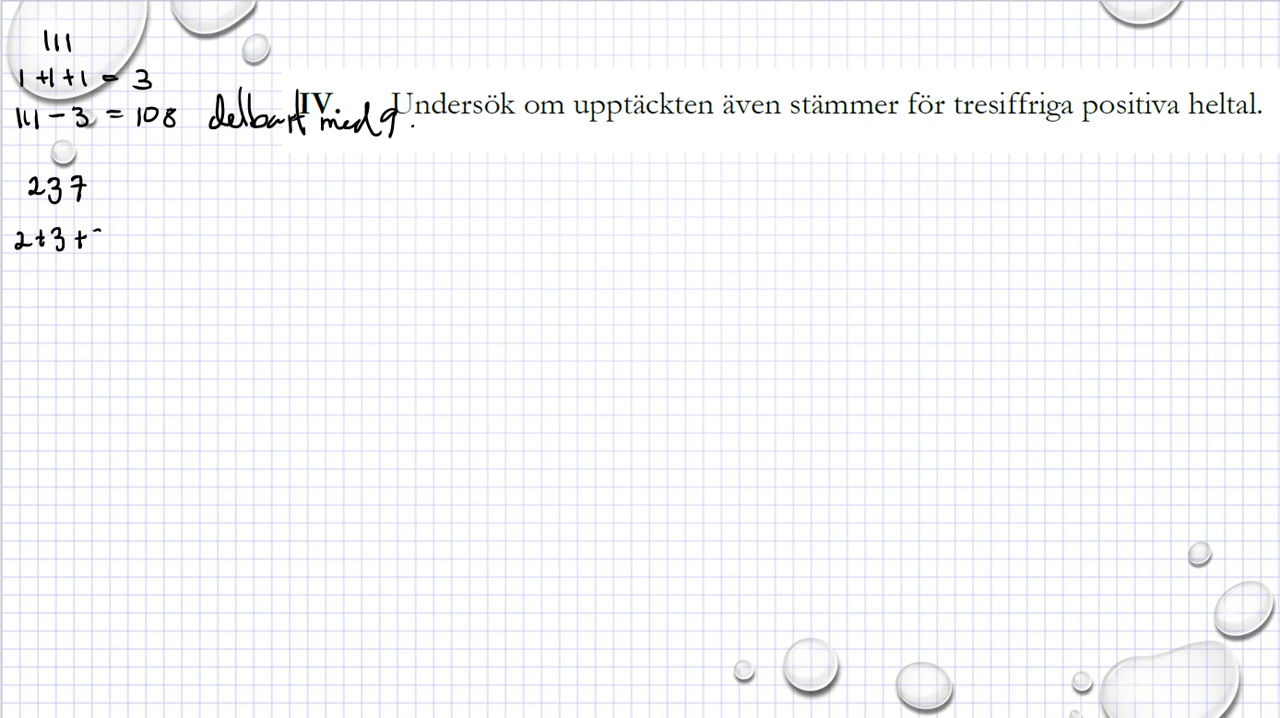 111
1+1+1 = 3
111 - 3 = 108 delbart med 9.
IV. Undersök om upptäckten även stämmer för tresiffriga positiva heltal.
237
2+3+